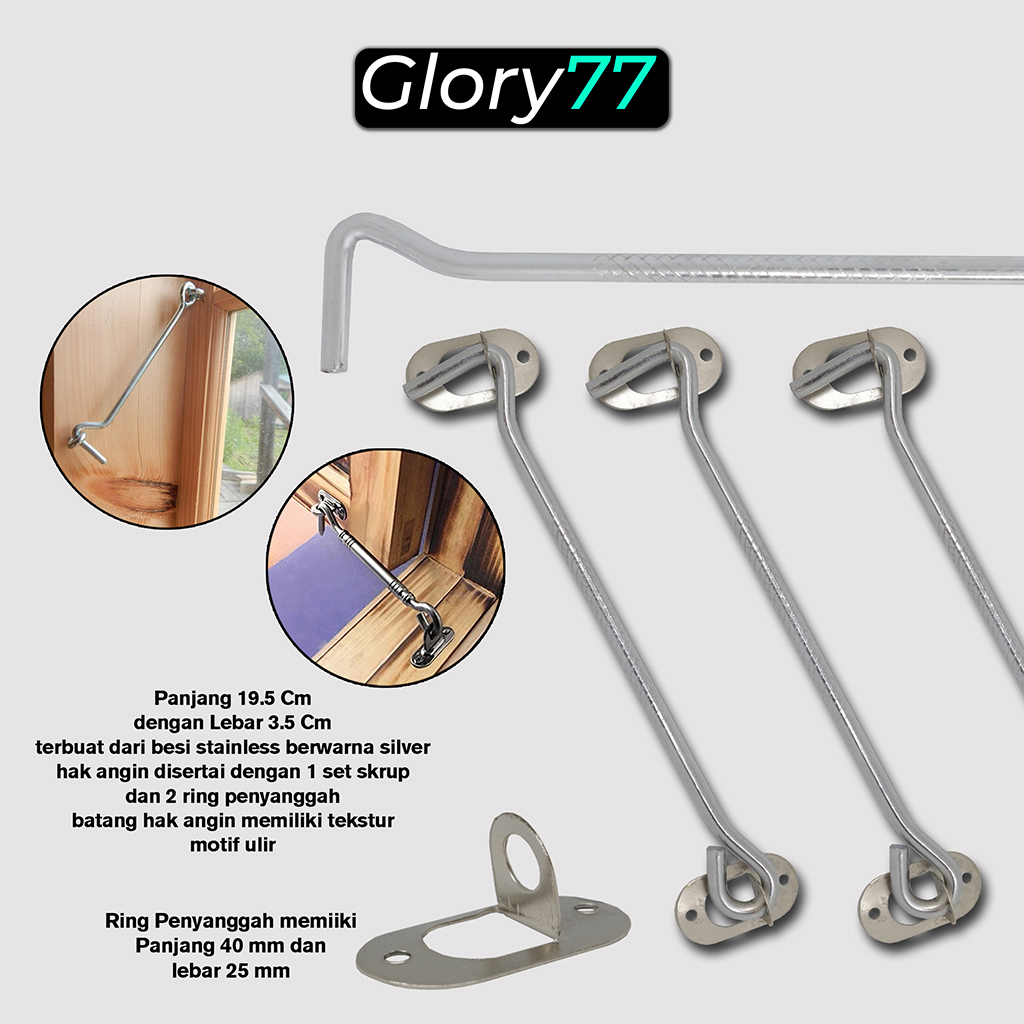 Glory77
Panjang 19.5 Cm
dengan Lebar 3.5 Cm
terbuat dari besi stainless berwarna silver
hak angin disertai dengan 1 set skrup
dan 2 ring penyanggah
batang hak angin memiliki tekstur
motif ulir
Ring Penyanggah memiiki
Panjang 40 mm dan
lebar 25 mm